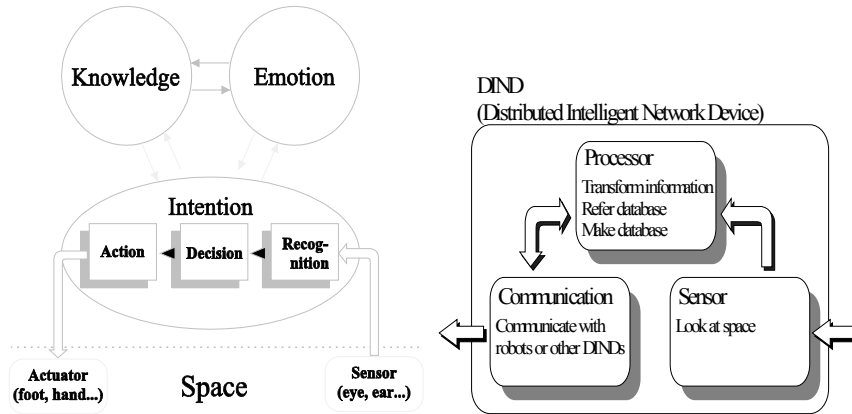 Knowledge
Emotion
Intention
Action
Decision
Recog-
nition
Actuator
(foot, hand...)
Space
Sensor
(eye, ear...)
DIND
(Distributed Intelligent Network Device)
Processor
Transform information
Refer database
Make database
Communication
Communicate with
robots or other DINDs
Sensor
Look at space